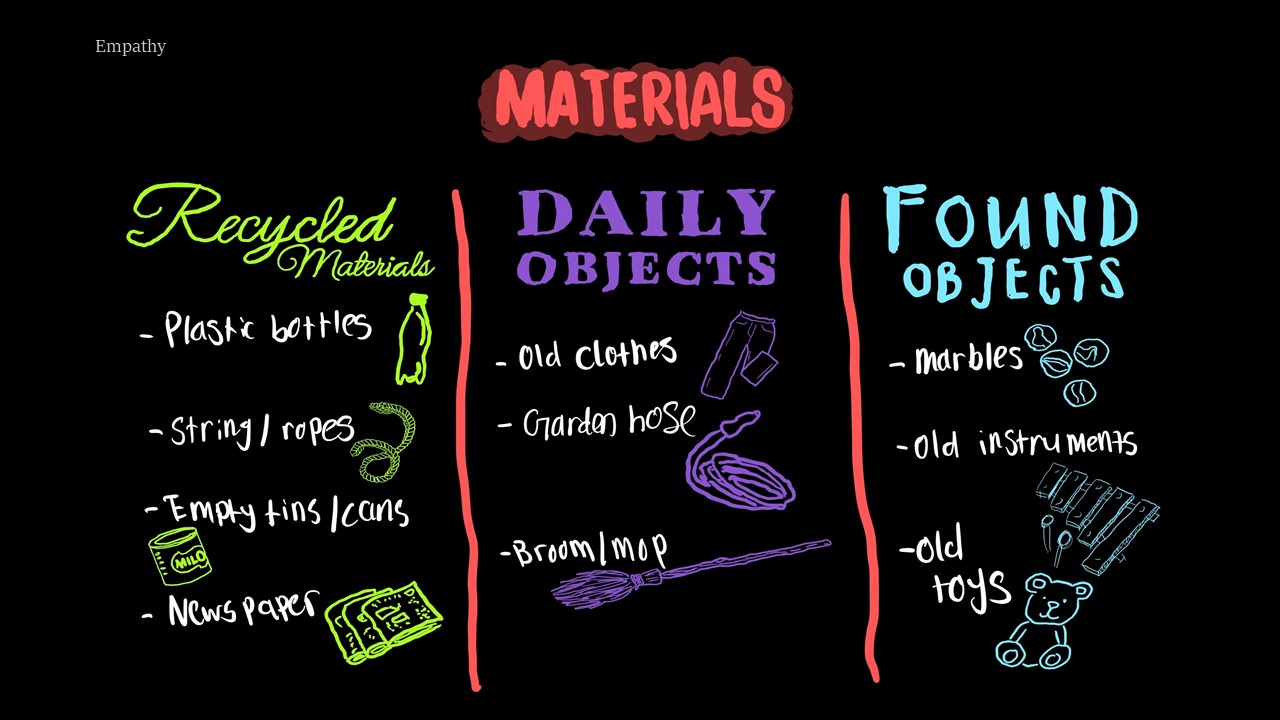 Empathy
MATERIALS
Recycled
Materials
- Plastic bottles
- String / ropes
- Empty tins / cans
MILO
- Newspaper
DAILY
OBJECTS
- Old clothes
- Garden hose
- Broom / mop
FOUND
OBJECTS
- marbles
- Old instruments
- Old
toys